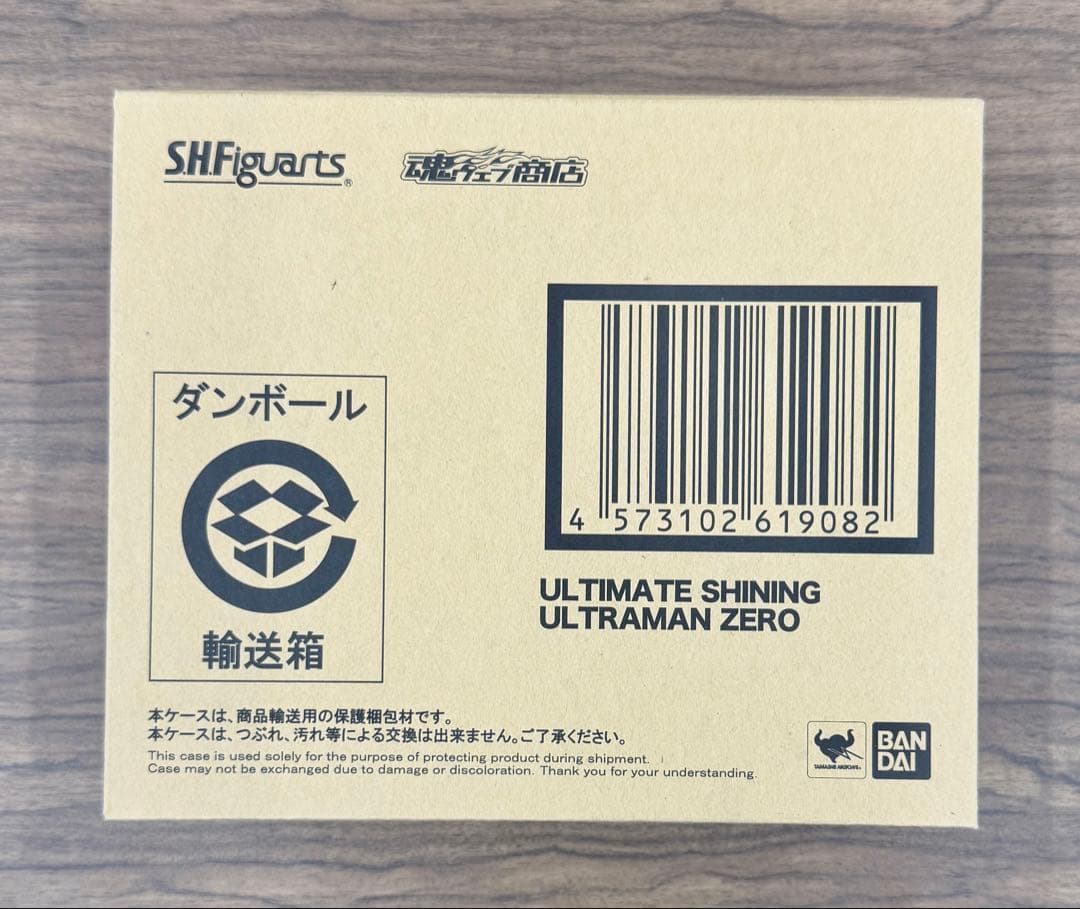 S.H.Figuarts®
魂ウェブ商店
ダンボール
輸送箱
4 573102 619082
ULTIMATE SHINING
ULTRAMAN ZERO
本ケースは、商品輸送用の保護梱包材です。
本ケースは、つぶれ、汚れ等による交換は出来ません。ご了承ください。
This case is used solely for the purpose of protecting product during shipment.
Case may not be exchanged due to damage or discoloration. Thank you for your understanding.
TAMASHII NATIONS
BAN
DAI